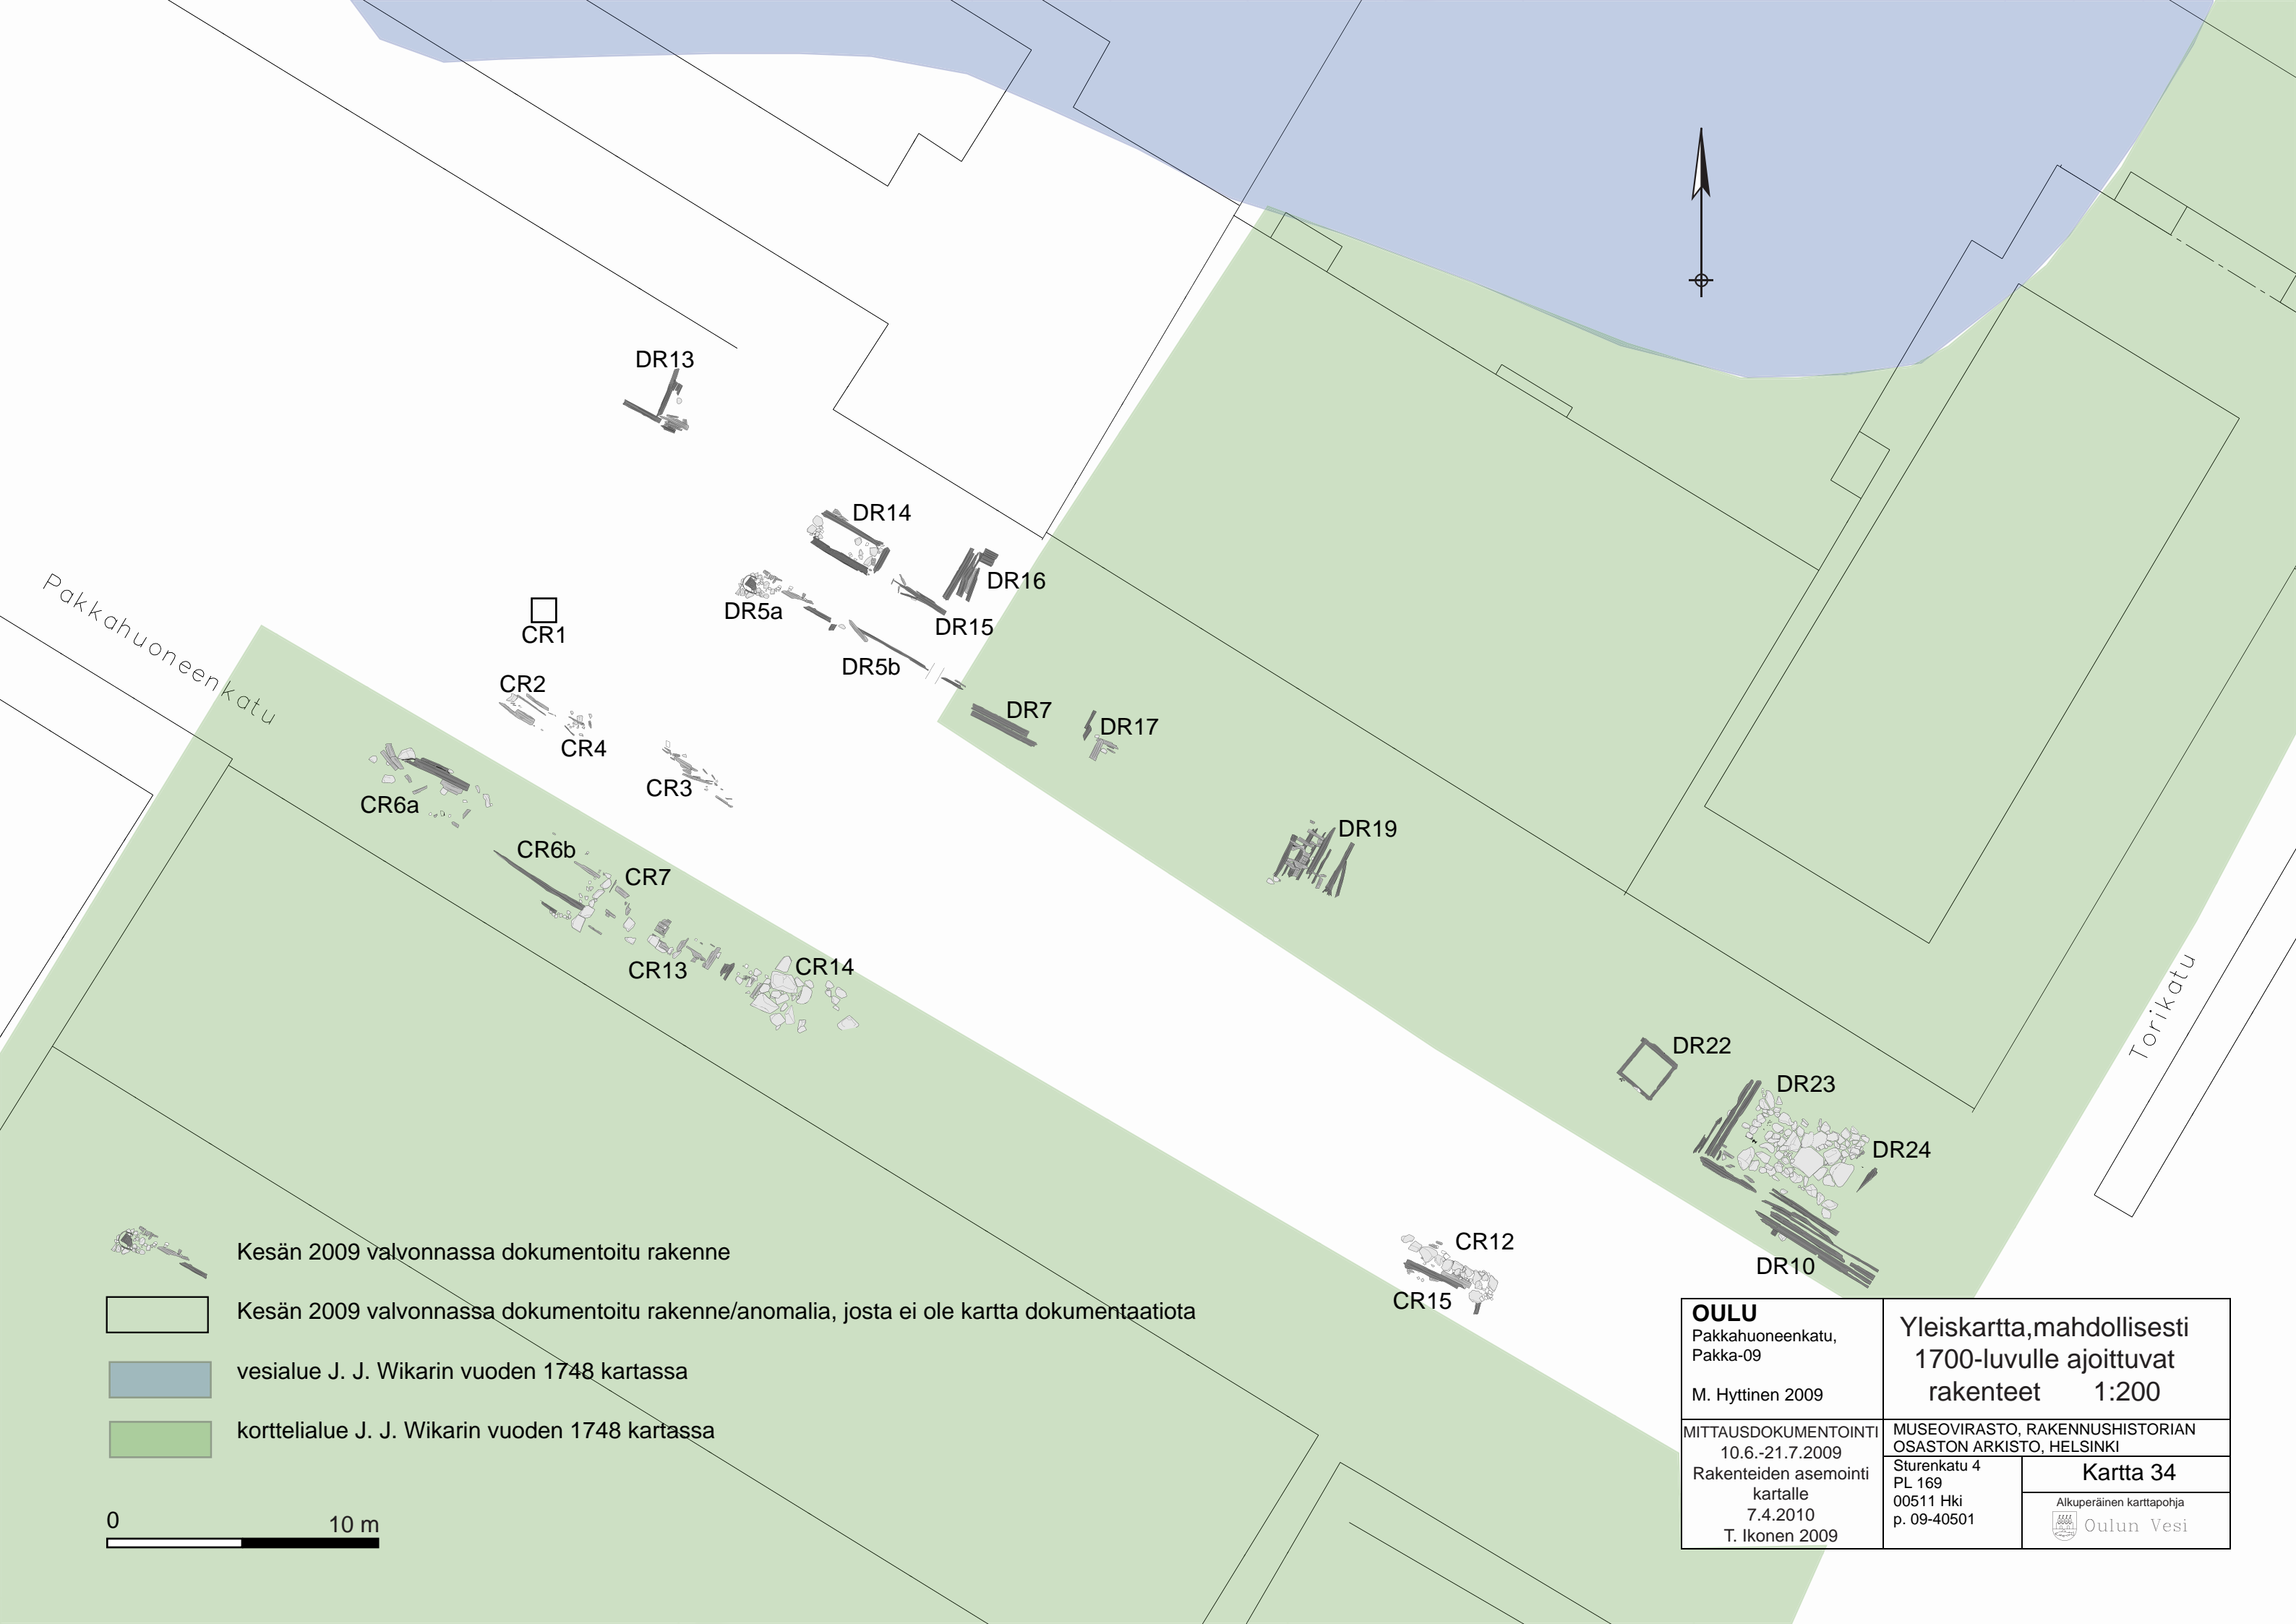 DR13
DR14
DR16
DR5a
DR15
CR1
DR5b
Pakkahuoneenkatu
CR2
DR7
DR17
CR4
CR3
CR6a
DR19
CR6b
CR7
CR13
CR14
Torikatu
DR22
DR23
DR24
CR12
DR10
CR15
Kesän 2009 valvonnassa dokumentoitu rakenne
Kesän 2009 valvonnassa dokumentoitu rakenne/anomalia, josta ei ole kartta dokumentaatiota
vesialue J. J. Wikarin vuoden 1748 kartassa
korttelialue J. J. Wikarin vuoden 1748 kartassa
0 10 m
OULU
Pakkahuoneenkatu,
Pakka-09
M. Hyttinen 2009
Yleiskartta,mahdollisesti
1700-luvulle ajoittuvat
rakenteet 1:200
MITTAUSDOKUMENTOINTI
10.6.-21.7.2009
Rakenteiden asemointi
kartalle
7.4.2010
T. Ikonen 2009
MUSEOVIRASTO, RAKENNUSHISTORIAN
OSASTON ARKISTO, HELSINKI
Sturenkatu 4
PL 169
00511 Hki
p. 09-40501
Kartta 34
Alkuperäinen karttapohja
Oulun Vesi